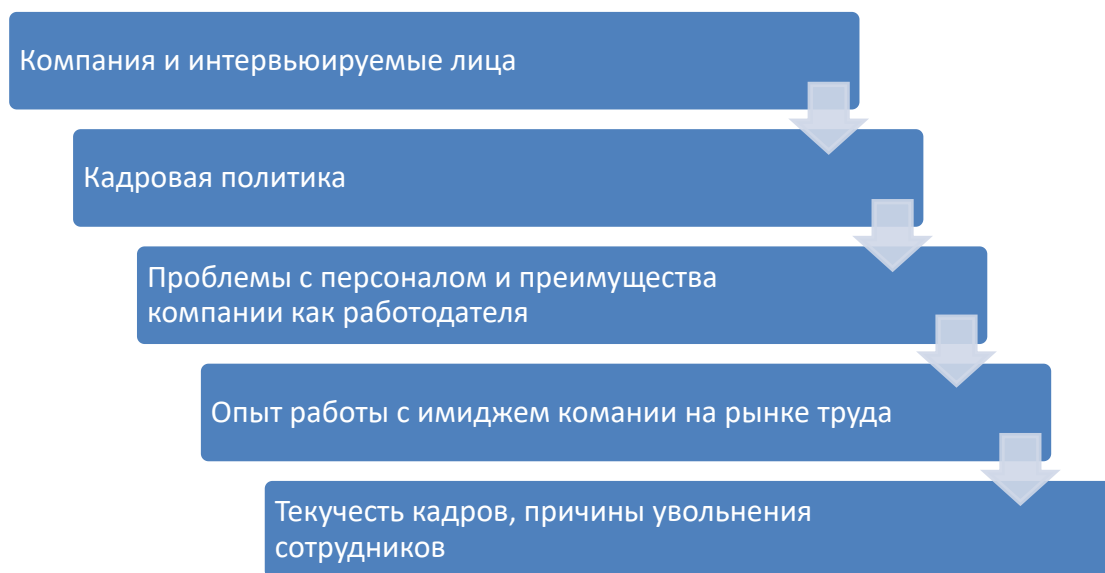 Компания и интервьюируемые лица
Кадровая политика
Проблемы с персоналом и преимущества
компании как работодателя
Опыт работы с имиджем комании на рынке труда
Текучесть кадров, причины увольнения
сотрудников